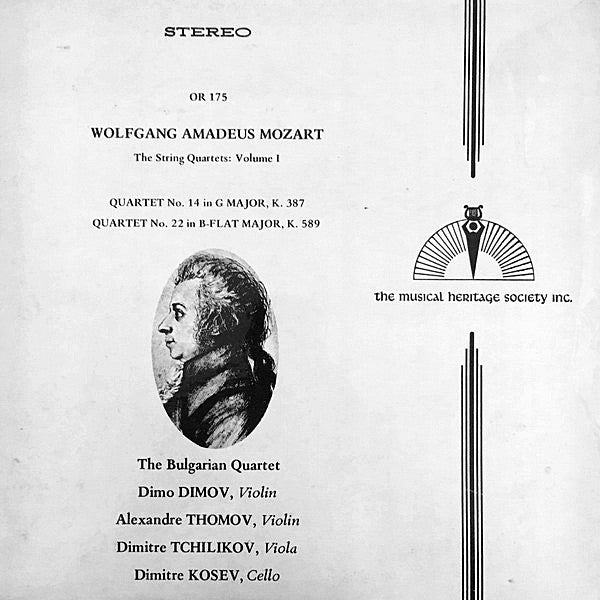 STEREO
OR 175
WOLFGANG AMADEUS MOZART
The String Quartets: Volume I
QUARTET No. 14 in G MAJOR, K. 387
QUARTET No. 22 in B-FLAT MAJOR, K. 589
the musical heritage society inc.
The Bulgarian Quartet
Dimo DIMOV, Violin
Alexandre THOMOV, Violin
Dimitre TCHILIKOV, Viola
Dimitre KOSEV, Cello